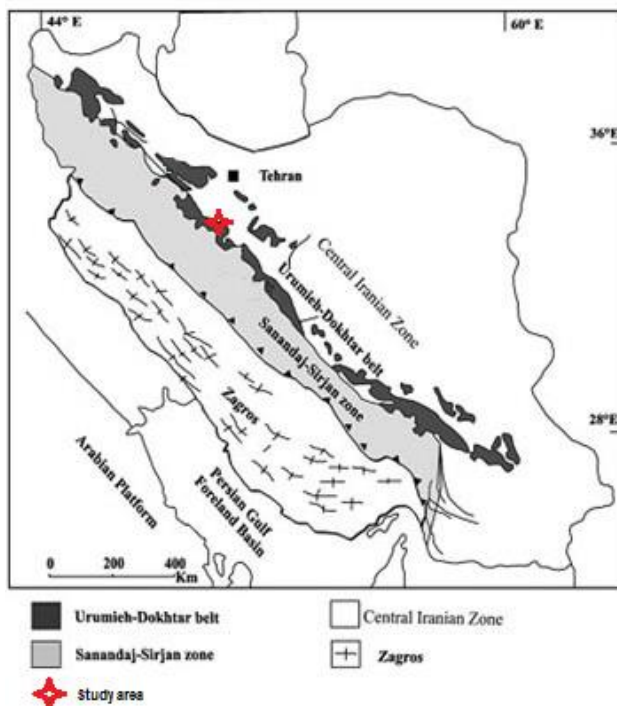 44° E
60° E
36°
Tehran
Central Iranian Zone
Urumieh-Dokhtar belt
Sanandaj-Sirjan zone
Zagros
28°
Arabian Platform
Persian Gulf
Foreland Basin
0 200 400
Km
Urumieh-Dokhtar belt
Central Iranian Zone
Sanandaj-Sirjan zone
Zagros
Study area